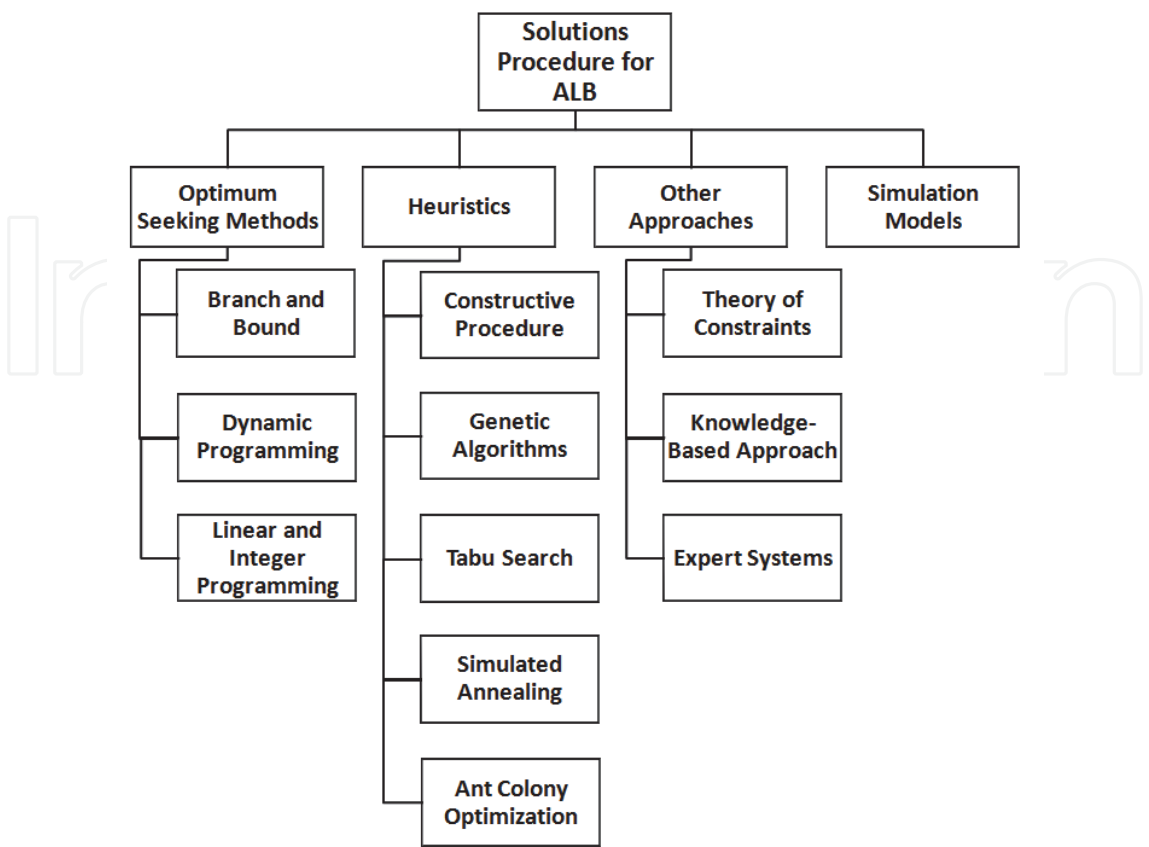 Solutions
Procedure for
ALB
Optimum
Seeking Methods
Heuristics
Other
Approaches
Simulation
Models
Branch and
Bound
Dynamic
Programming
Linear and
Integer
Programming
Constructive
Procedure
Genetic
Algorithms
Tabu Search
Simulated
Annealing
Ant Colony
Optimization
Theory of
Constraints
Knowledge-
Based Approach
Expert Systems